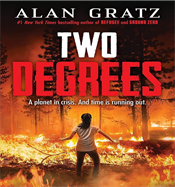 ALAN GRATZ
#1 New York Times bestselling author of REFUGEE and GROUND ZERO
TWO
DEGREES
A planet in crisis. And time is running out.